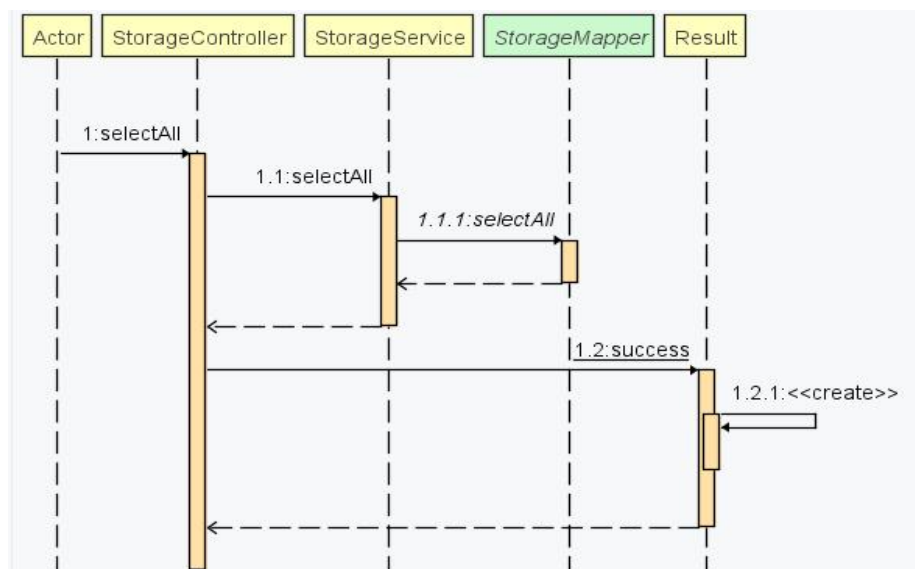 Actor StorageController StorageService StorageMapper Result
1:selectAll
1.1:selectAll
1.1.1:selectAll
1.2:success
1.2.1:<<create>>